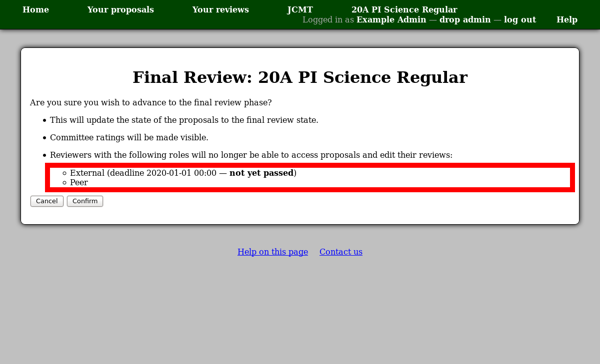 Home Your proposals Your reviews JCMT 20A PI Science Regular
Logged in as Example Admin — drop admin — log out Help
Final Review: 20A PI Science Regular
Are you sure you wish to advance to the final review phase?
This will update the state of the proposals to the final review state.
Committee ratings will be made visible.
Reviewers with the following roles will no longer be able to access proposals and edit their reviews:
External (deadline 2020-01-01 00:00 — not yet passed)
Peer
Cancel Confirm
Help on this page Contact us